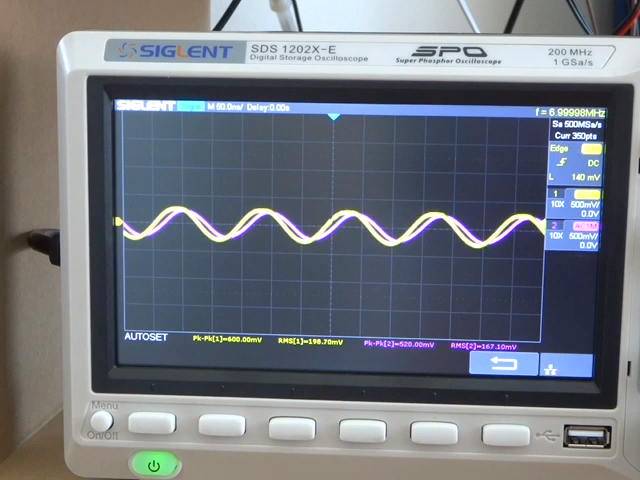 SIGLENT SDS 1202X-E
Digital Storage Oscilloscope
SPO
Super Phosphor Oscilloscope
200 MHz
1 GSa/s
SIGLENT M 50.0ns/ Delay:0.00s
f = 6.99998MHz
Sa 500MSa/s
Curr 350pts
Edge
DC
L 140 mV
1
10X 500mV/
0.0V
2 AC1M
10X 500mV/
0.0V
AUTOSET
Pk-Pk[1]=600.00mV RMS[1]=198.70mV Pk-Pk[2]=520.00mV RMS[2]=167.10mV
Menu
On/Off